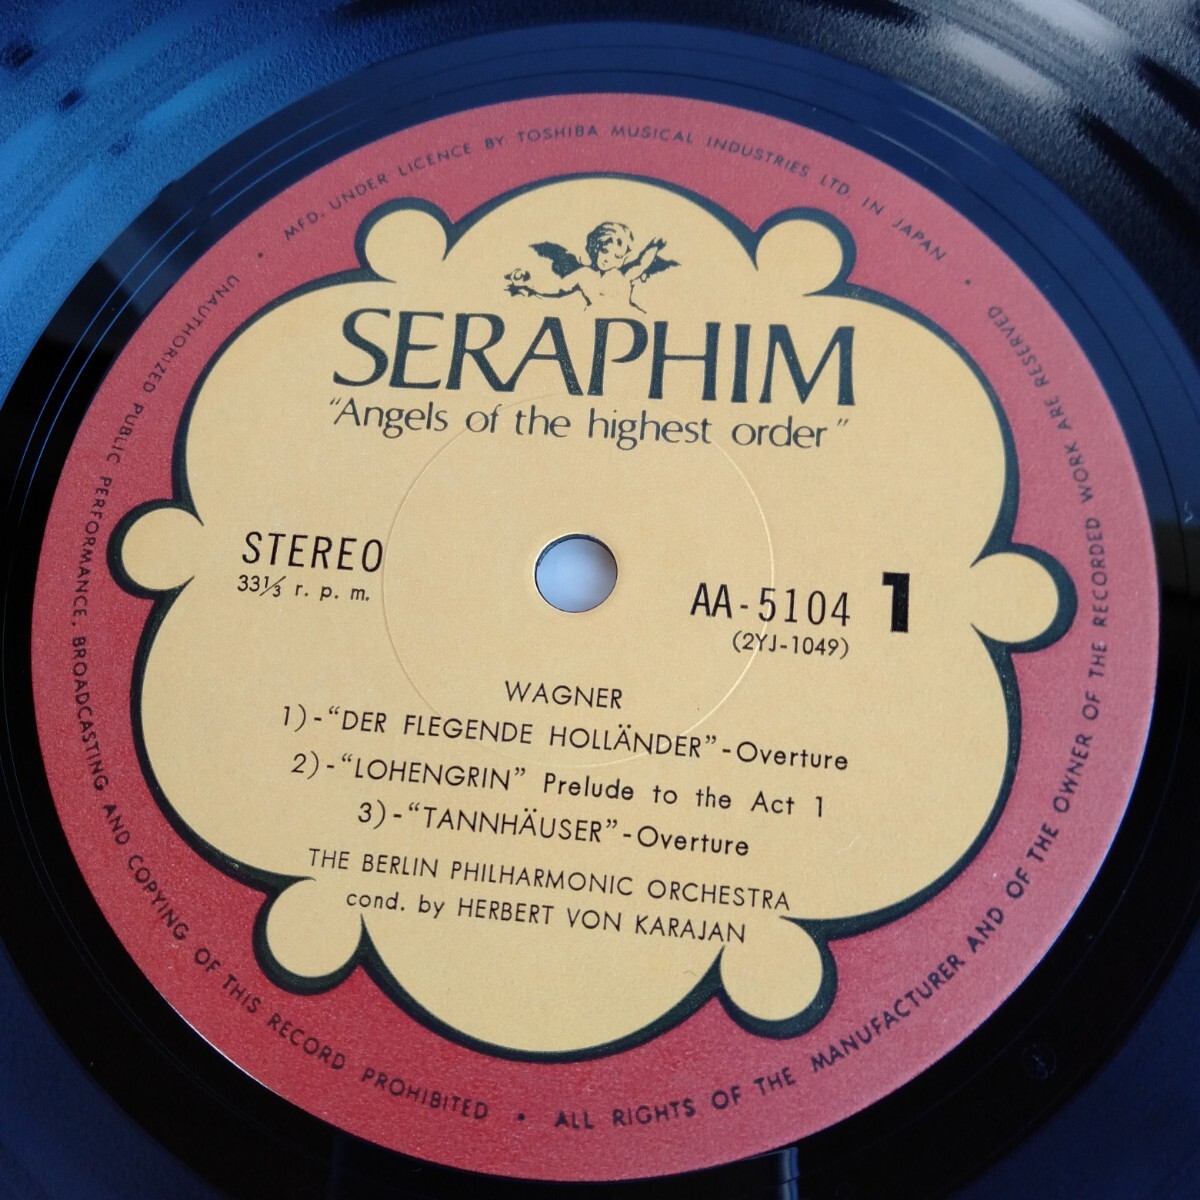 MFD. UNDER LICENCE BY TOSHIBA MUSICAL INDUSTRIES LTD. IN JAPAN •
SERAPHIM
“Angels of the highest order”
STEREO
33⅓ r. p. m.
AA-5104 1
(2YJ-1049)
WAGNER
1)-“DER FLEGENDE HOLLÄNDER”-Overture
2)-“LOHENGRIN” Prelude to the Act 1
3)-“TANNHÄUSER”-Overture
THE BERLIN PHILHARMONIC ORCHESTRA
cond. by HERBERT VON KARAJAN
ALL RIGHTS OF THE MANUFACTURER AND OF THE OWNER OF THE RECORDED WORK ARE RESERVED •
UNAUTHORIZED PUBLIC PERFORMANCE, BROADCASTING AND COPYING OF THIS RECORD PROHIBITED •